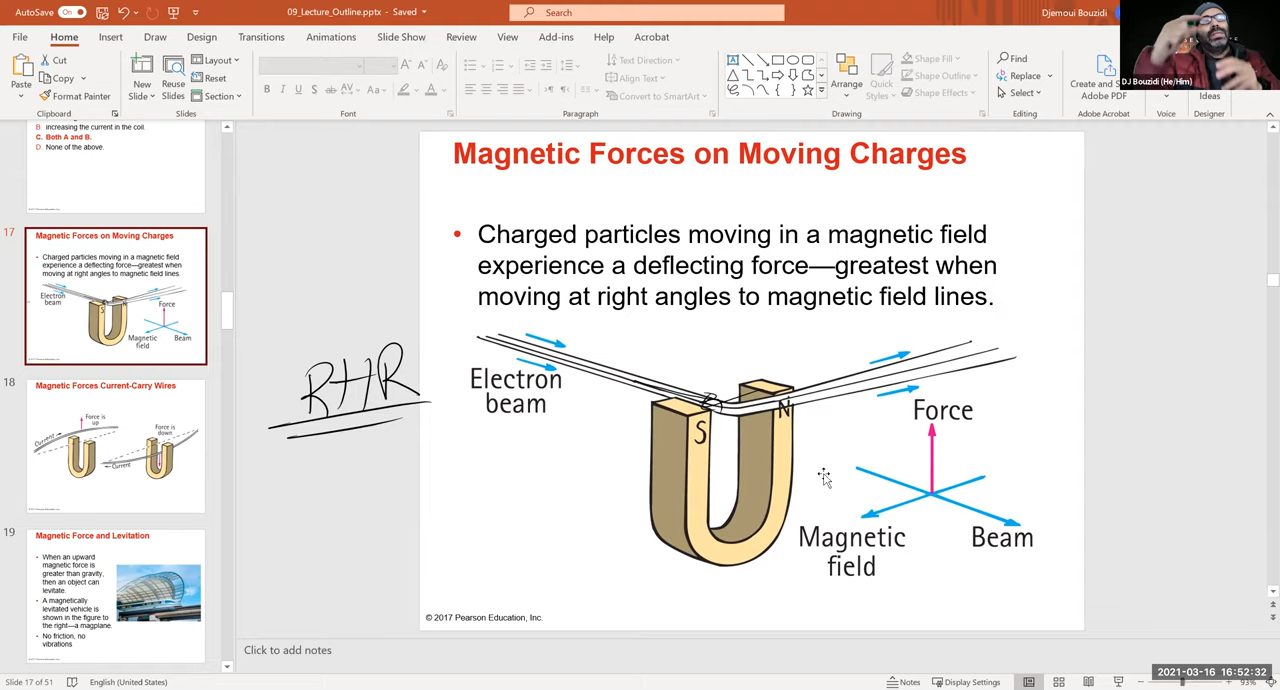 AutoSave On 09_Lecture_Outline.pptx - Saved Search Djemoui Bouzidi
File Home Insert Draw Design Transitions Animations Slide Show Review View Add-ins Help Acrobat
Paste
Cut
Copy
Format Painter
Clipboard
New Slide
Reuse Slides
Layout
Reset
Section
Slides
B I U S ab AV Aa A
Font
Text Direction
Align Text
Convert to SmartArt
Paragraph
Arrange
Quick Styles
Shape Fill
Shape Outline
Shape Effects
Drawing
Find
Replace
Select
Editing
Create and S
Adobe PDF
Adobe Acrobat
Voice
Ideas
Designer
DJ Bouzidi (He/Him)
B. increasing the current in the coil.
C. Both A and B.
D. None of the above.
17
Magnetic Forces on Moving Charges
• Charged particles moving in a magnetic field
experience a deflecting force—greatest when
moving at right angles to magnetic field lines.
Electron
beam
S
Force
Magnetic
field
Beam
18
Magnetic Forces Current-Carry Wires
Force is
up
Current
Force is
down
Current
19
Magnetic Force and Levitation
• When an upward
magnetic force is
greater than gravity,
then an object can
levitate.
• A magnetically
levitated vehicle is
shown in the figure to
the right—a magplane.
• No friction, no
vibrations
RHR
Magnetic Forces on Moving Charges
• Charged particles moving in a magnetic field
experience a deflecting force—greatest when
moving at right angles to magnetic field lines.
Electron
beam
S
N
Force
Magnetic
field
Beam
© 2017 Pearson Education, Inc.
Click to add notes
2021-03-16 16:52:32
Slide 17 of 51 English (United States) Notes Display Settings 93%